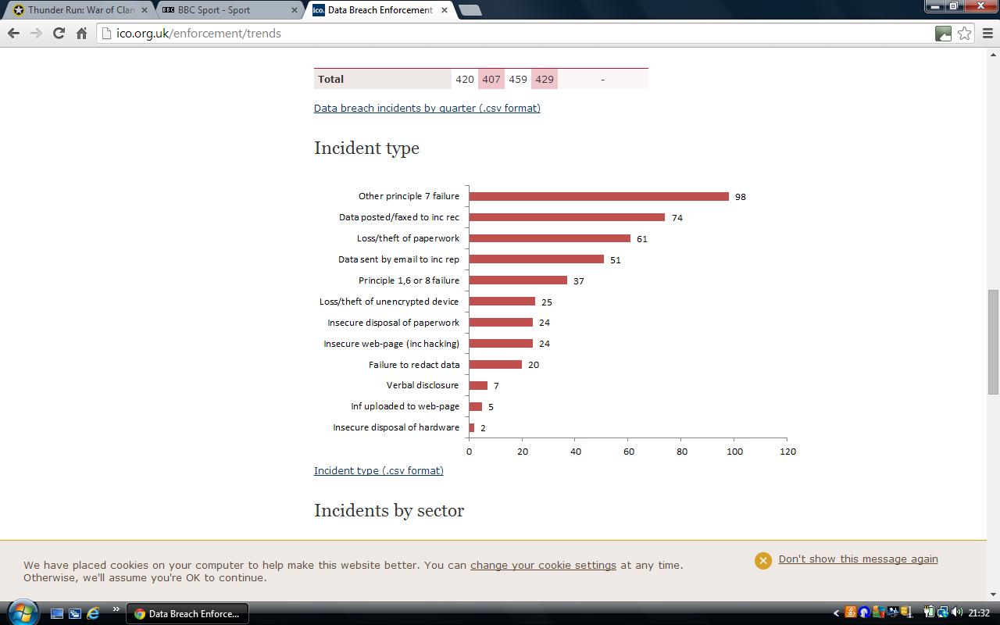 Thunder Run: War of Clan
BBC BBC Sport - Sport
ico. Data Breach Enforcement
ico.org.uk/enforcement/trends
Total 420 407 459 429 -
Data breach incidents by quarter (.csv format)
Incident type
Other principle 7 failure 98
Data posted/faxed to inc rec 74
Loss/theft of paperwork 61
Data sent by email to inc rep 51
Principle 1,6 or 8 failure 37
Loss/theft of unencrypted device 25
Insecure disposal of paperwork 24
Insecure web-page (inc hacking) 24
Failure to redact data 20
Verbal disclosure 7
Inf uploaded to web-page 5
Insecure disposal of hardware 2
0 20 40 60 80 100 120
Incident type (.csv format)
Incidents by sector
We have placed cookies on your computer to help make this website better. You can change your cookie settings at any time.
Otherwise, we'll assume you're OK to continue.
Don't show this message again
Data Breach Enforce...
21:32